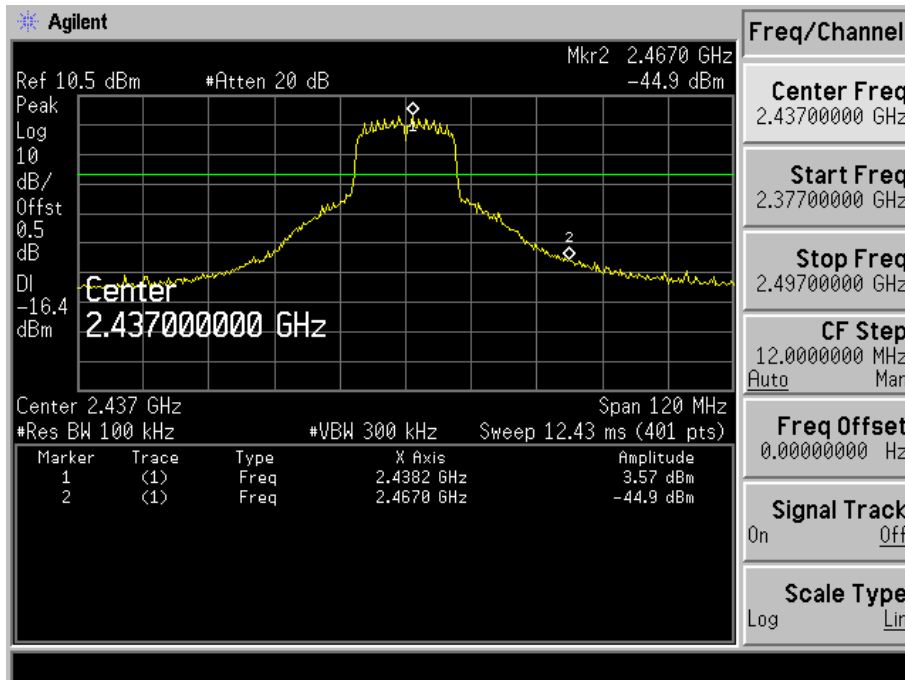 Agilent
Freq/Channel
Mkr2 2.4670 GHz
Ref 10.5 dBm #Atten 20 dB -44.9 dBm
Peak
Log
10
dB/
Offst
0.5
dB
DI
-16.4
dBm
1
2
Center
2.437000000 GHz
Center 2.437 GHz Span 120 MHz
#Res BW 100 kHz #VBW 300 kHz Sweep 12.43 ms (401 pts)
Marker Trace Type X Axis Amplitude
1 (1) Freq 2.4382 GHz 3.57 dBm
2 (1) Freq 2.4670 GHz -44.9 dBm
Center Freq
2.43700000 GHz
Start Freq
2.37700000 GHz
Stop Freq
2.49700000 GHz
CF Step
12.0000000 MHz
Auto Man
Freq Offset
0.00000000 Hz
Signal Track
On Off
Scale Type
Log Lin